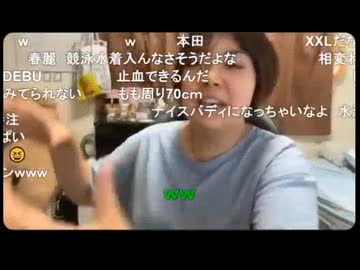 w
w
本田
XXLだな
春麗 競泳水着入んなさそうだよな
相変わ
DEBU
止血できるんだ
みてられない
もも周り70cm
ナイスバディになっちゃいなよ 水
注
ぱい
ンwww
ww